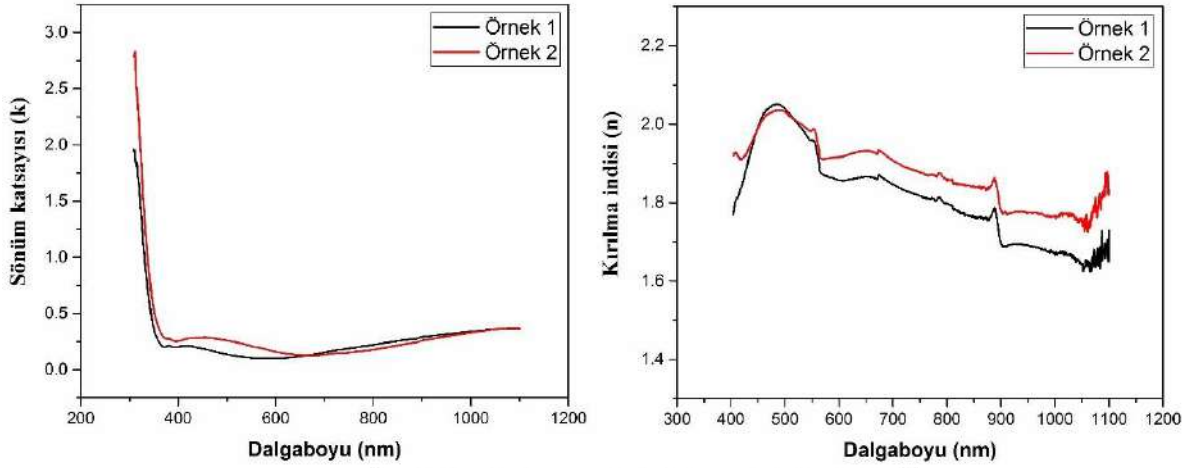 Örnek 1
Örnek 2
Sönüm katsayısı (k)
3.0
2.5
2.0
1.5
1.0
0.5
0.0
200 400 600 800 1000 1200
Dalgaboyu (nm)
Örnek 1
Örnek 2
Kırılma indisi (n)
2.2
2.0
1.8
1.6
1.4
300 400 500 600 700 800 900 1000 1100 1200
Dalgaboyu (nm)